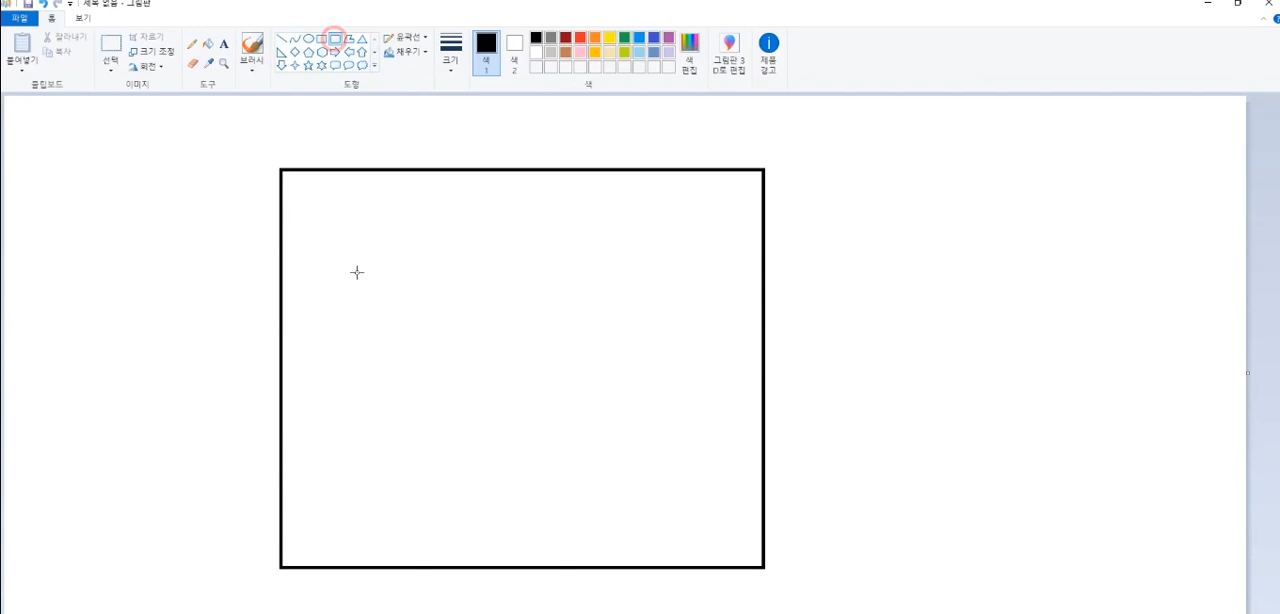 제목 없음 - 그림판
파일 홈 보기
붙여넣기 잘라내기 복사
클립보드
선택 자르기 크기 조정 회전
이미지
A
도구
브러시
윤곽선 채우기
도형
크기
색 1
색 2
색 편집
색
그림판 3D로 편집
제품 경고